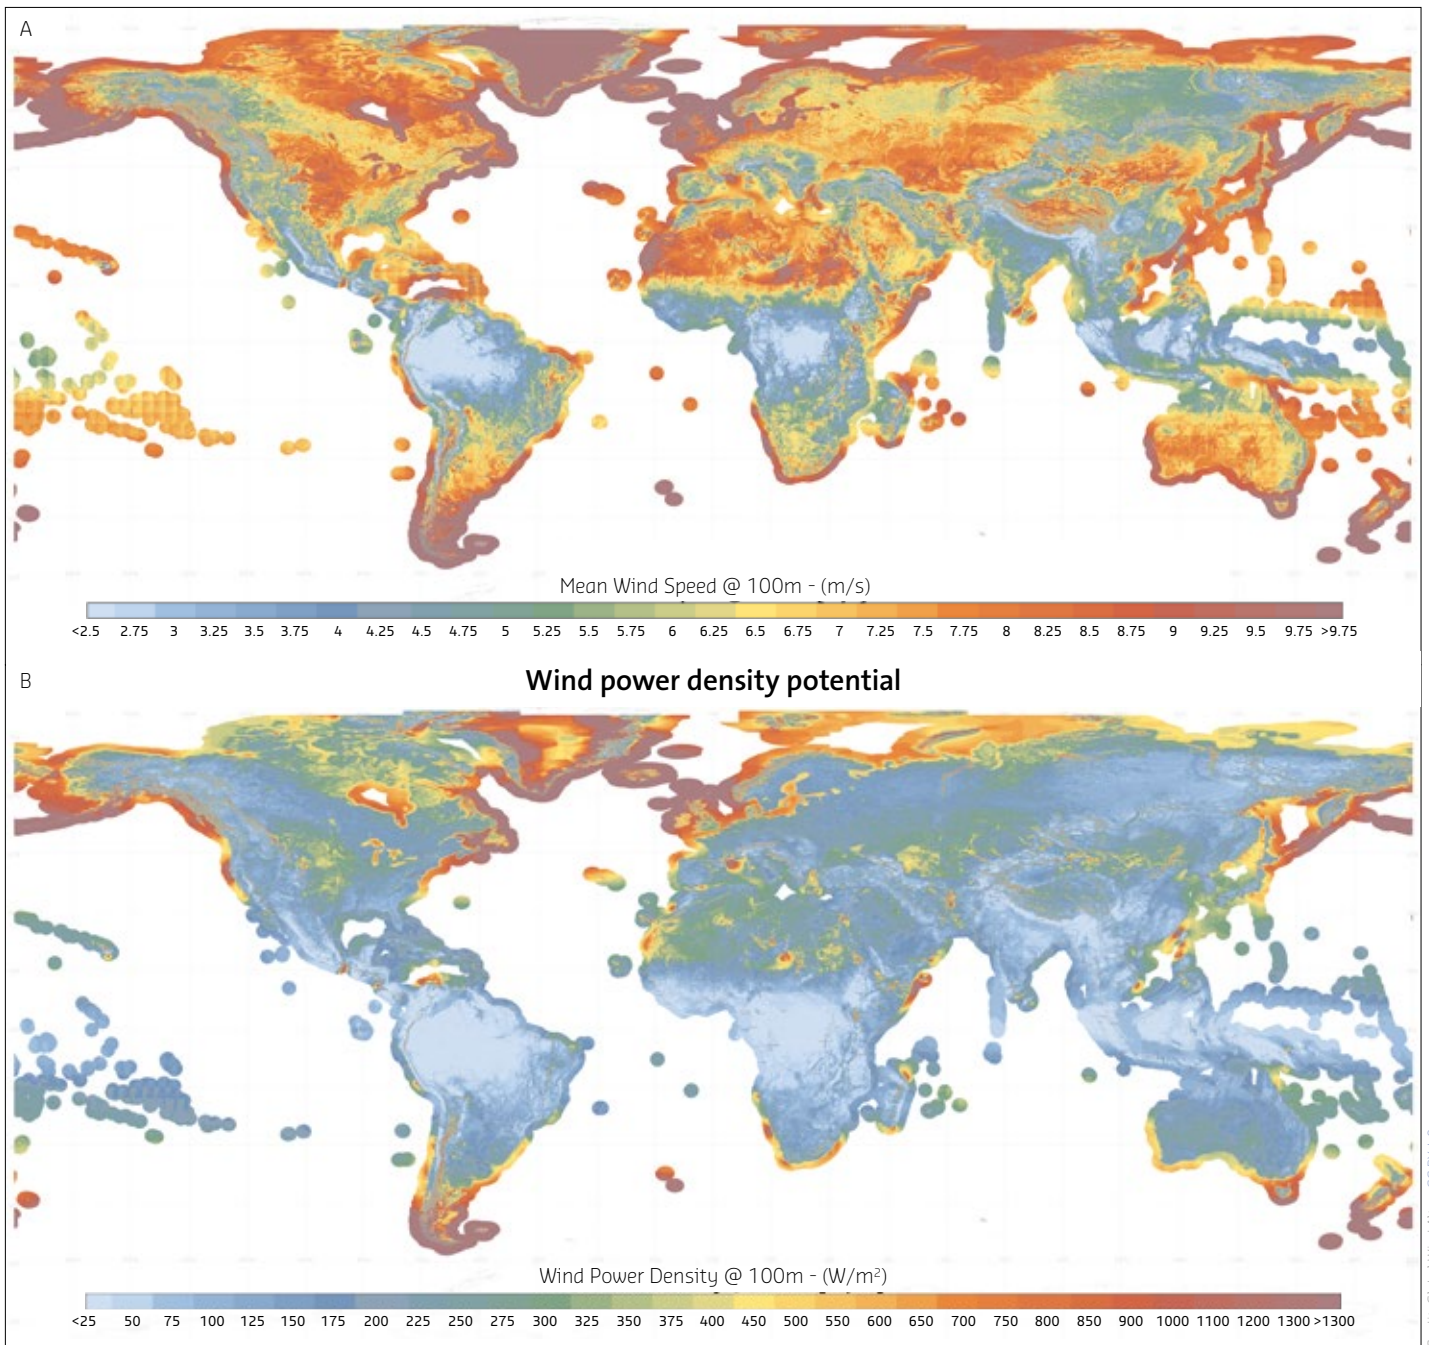 A
Mean Wind Speed @ 100m - (m/s)
<2.5 2.75 3 3.25 3.5 3.75 4 4.25 4.5 4.75 5 5.25 5.5 5.75 6 6.25 6.5 6.75 7 7.25 7.5 7.75 8 8.25 8.5 8.75 9 9.25 9.5 9.75 >9.75
B
Wind power density potential
Wind Power Density @ 100m - (W/m²)
<25 50 75 100 125 150 175 200 225 250 275 300 325 350 375 400 450 500 550 600 650 700 750 800 850 900 1000 1100 1200 1300 >1300